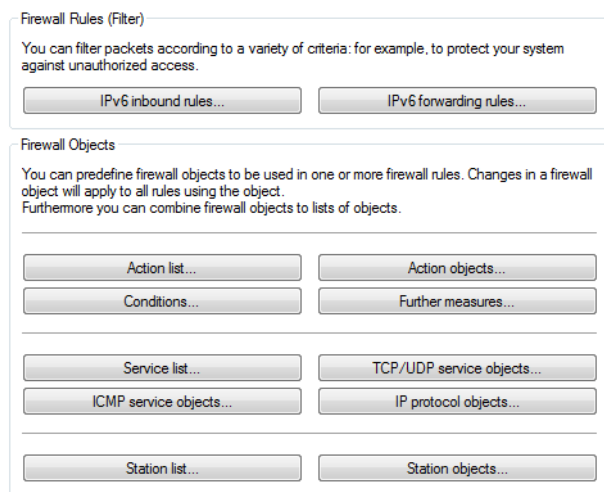 Firewall Rules (Filter)
You can filter packets according to a variety of criteria: for example, to protect your system
against unauthorized access.
IPv6 inbound rules...
IPv6 forwarding rules...
Firewall Objects
You can predefine firewall objects to be used in one or more firewall rules. Changes in a firewall
object will apply to all rules using the object.
Furthermore you can combine firewall objects to lists of objects.
Action list...
Action objects...
Conditions...
Further measures...
Service list...
TCP/UDP service objects...
ICMP service objects...
IP protocol objects...
Station list...
Station objects...